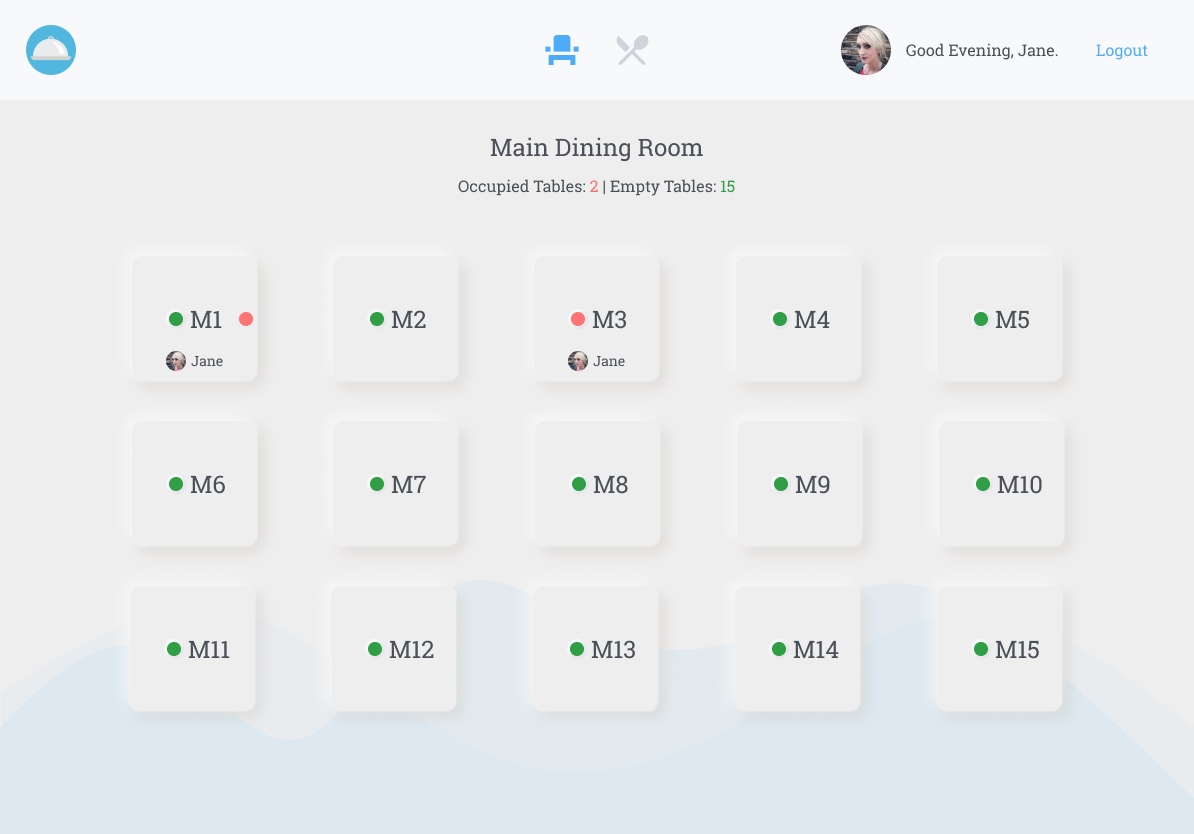 Good Evening, Jane. Logout
Main Dining Room
Occupied Tables: 2 | Empty Tables: 15
M1 M2 M3 M4 M5
Jane Jane
M6 M7 M8 M9 M10
M11 M12 M13 M14 M15